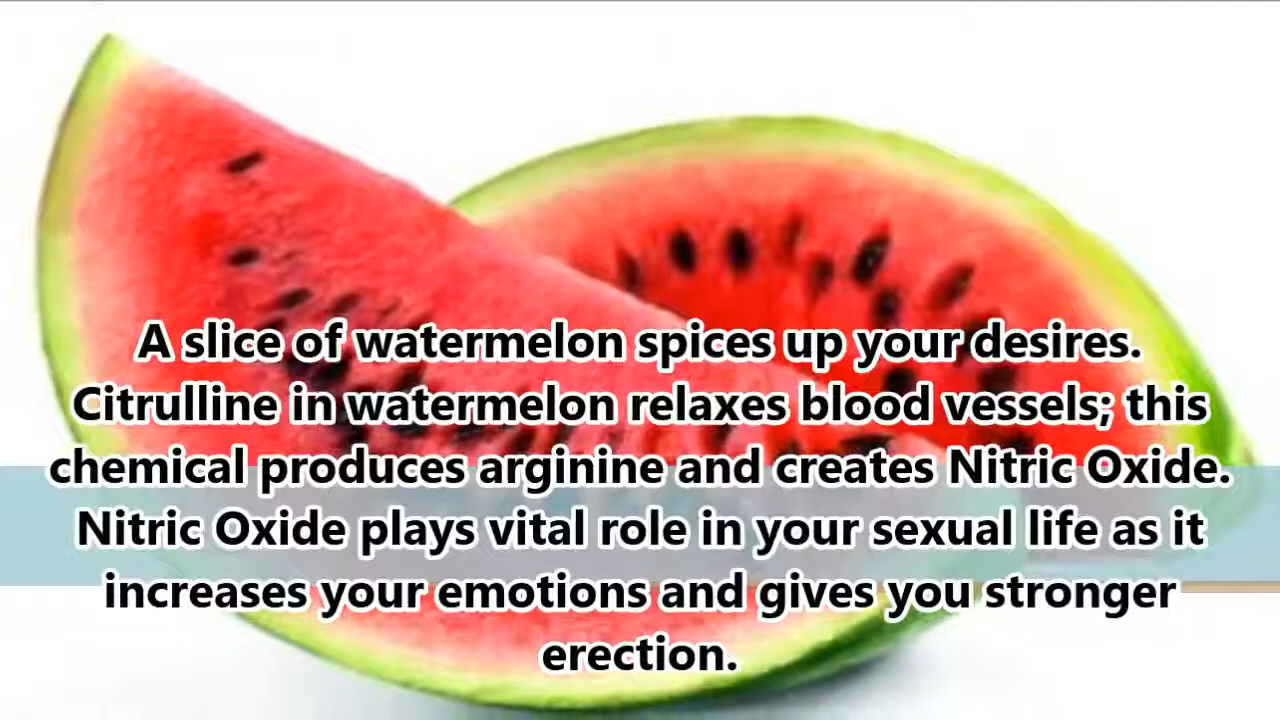 A slice of watermelon spices up your desires.
Citrulline in watermelon relaxes blood vessels; this
chemical produces arginine and creates Nitric Oxide.
Nitric Oxide plays vital role in your sexual life as it
increases your emotions and gives you stronger
erection.